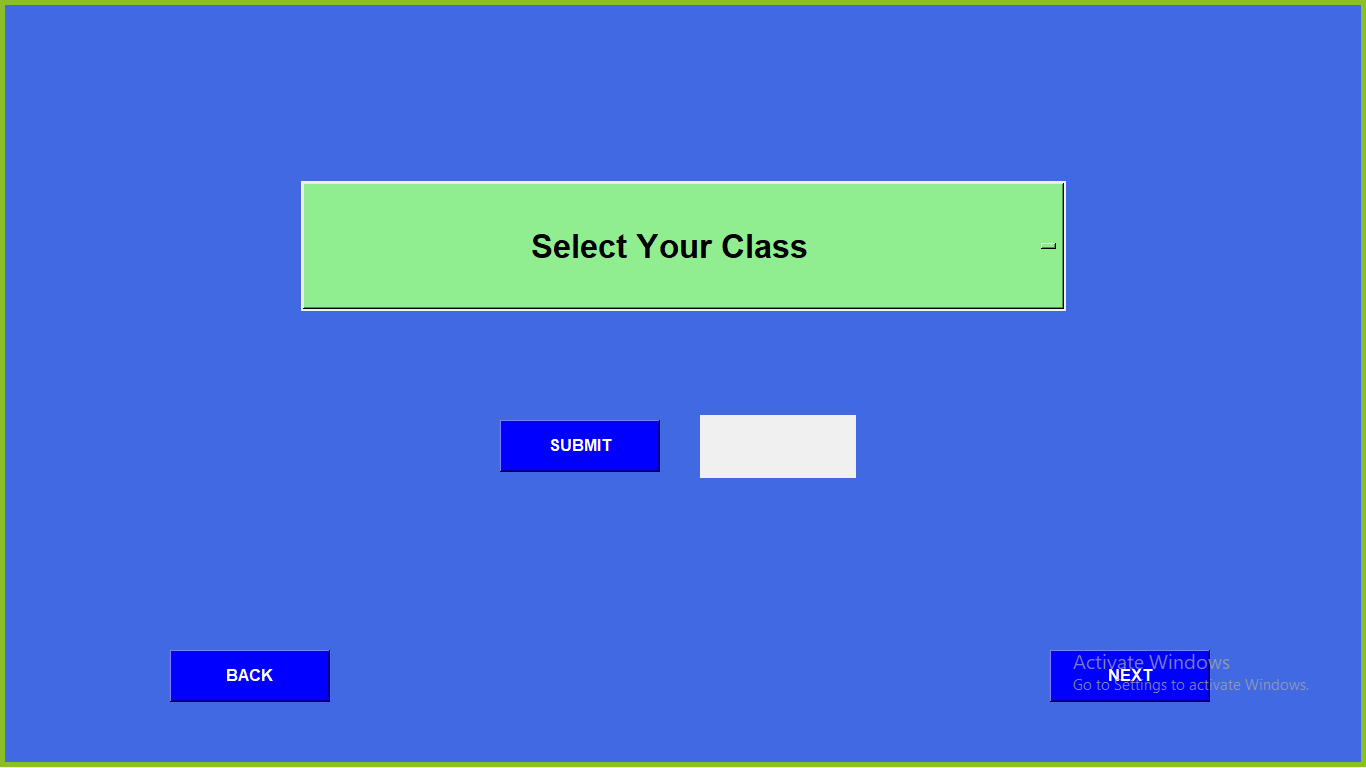 Select Your Class
SUBMIT
BACK
NEXT
Activate Windows
Go to Settings to activate Windows.